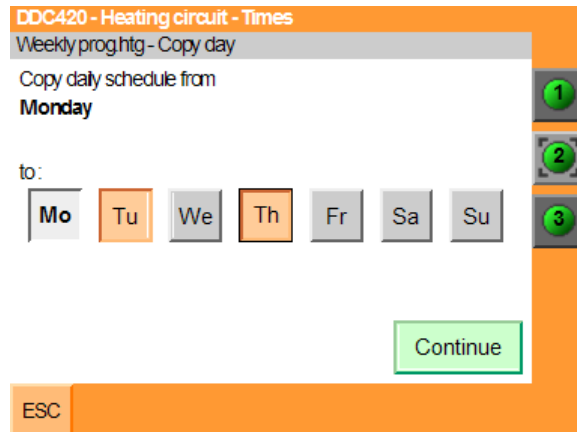 DDC420 - Heating circuit - Times
Weekly prog.htg - Copy day
Copy daily schedule from
Monday
1
2
to:
Mo Tu We Th Fr Sa Su
3
Continue
ESC